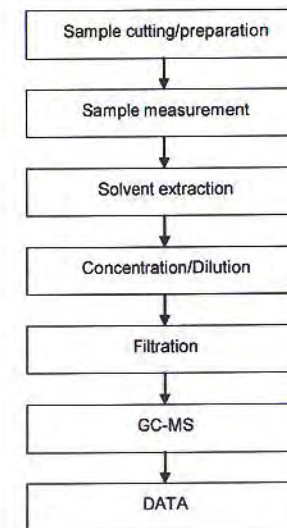 Sample cutting/preparation
Sample measurement
Solvent extraction
Concentration/Dilution
Filtration
GC-MS
DATA